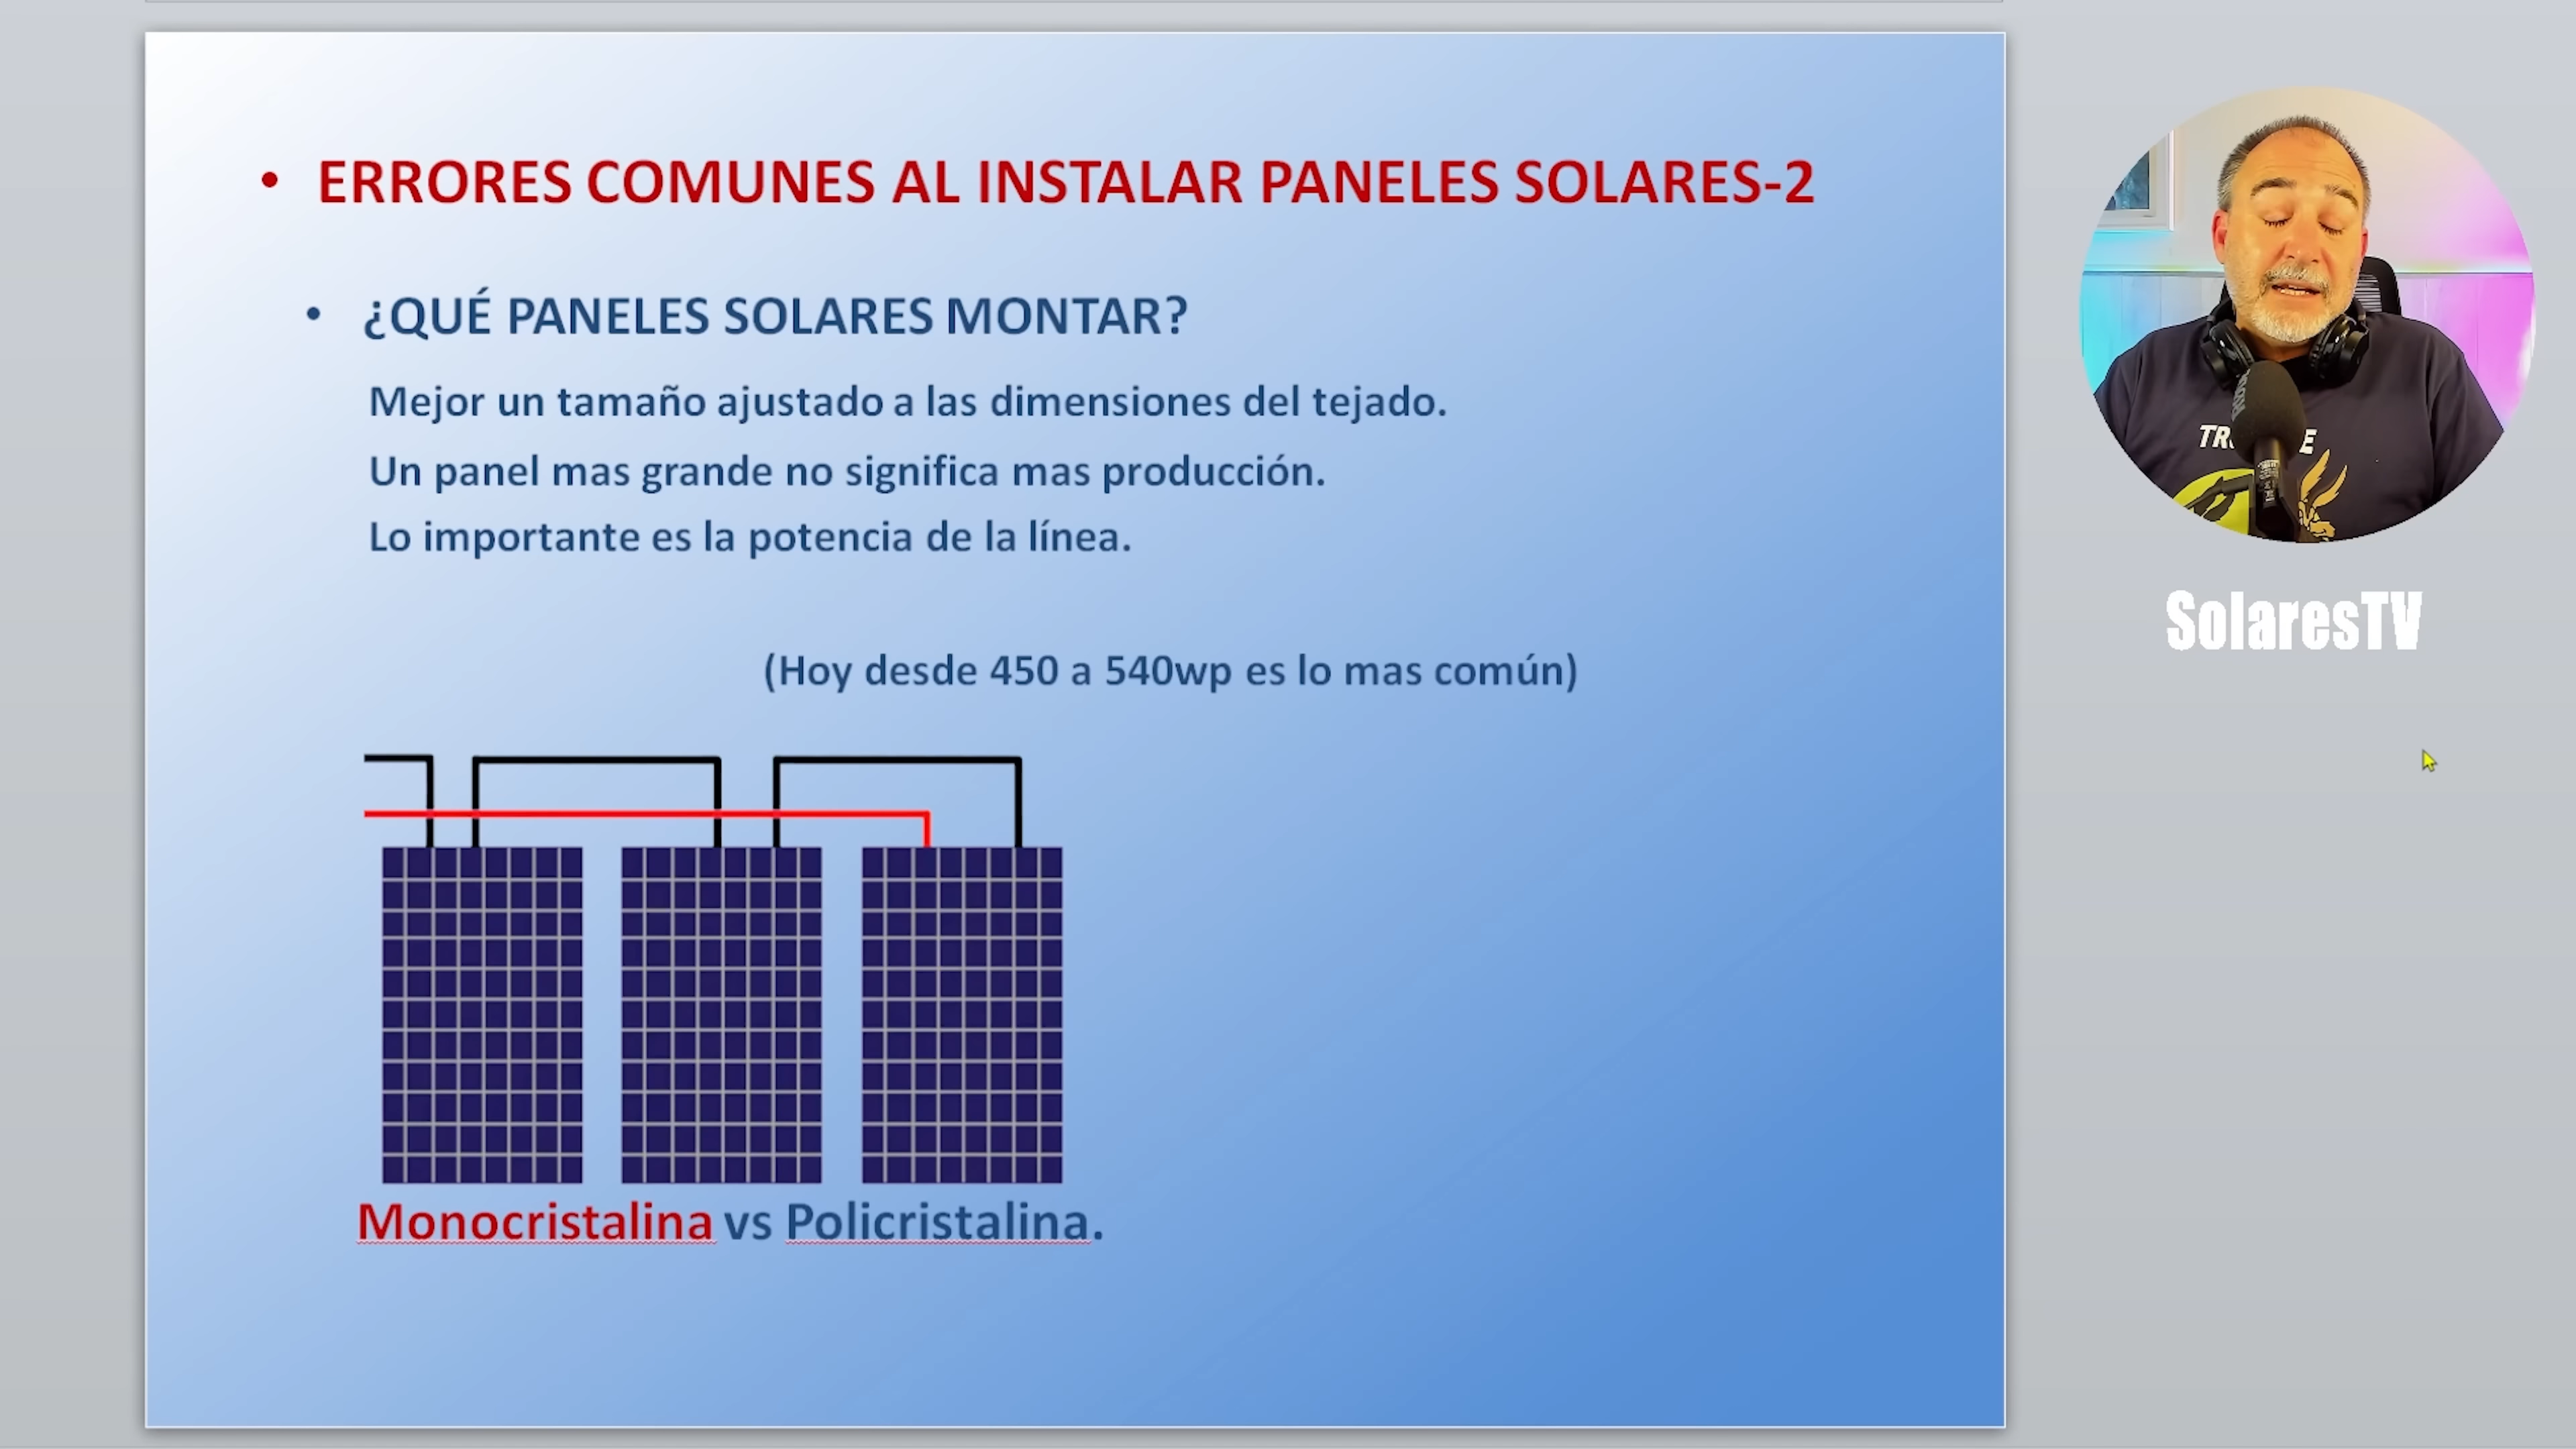 • ERRORES COMUNES AL INSTALAR PANELES SOLARES-2
• ¿QUÉ PANELES SOLARES MONTAR?
Mejor un tamaño ajustado a las dimensiones del tejado.
Un panel mas grande no significa mas producción.
Lo importante es la potencia de la línea.
(Hoy desde 450 a 540wp es lo mas común)
Monocristalina vs Policristalina.
SolaresTV